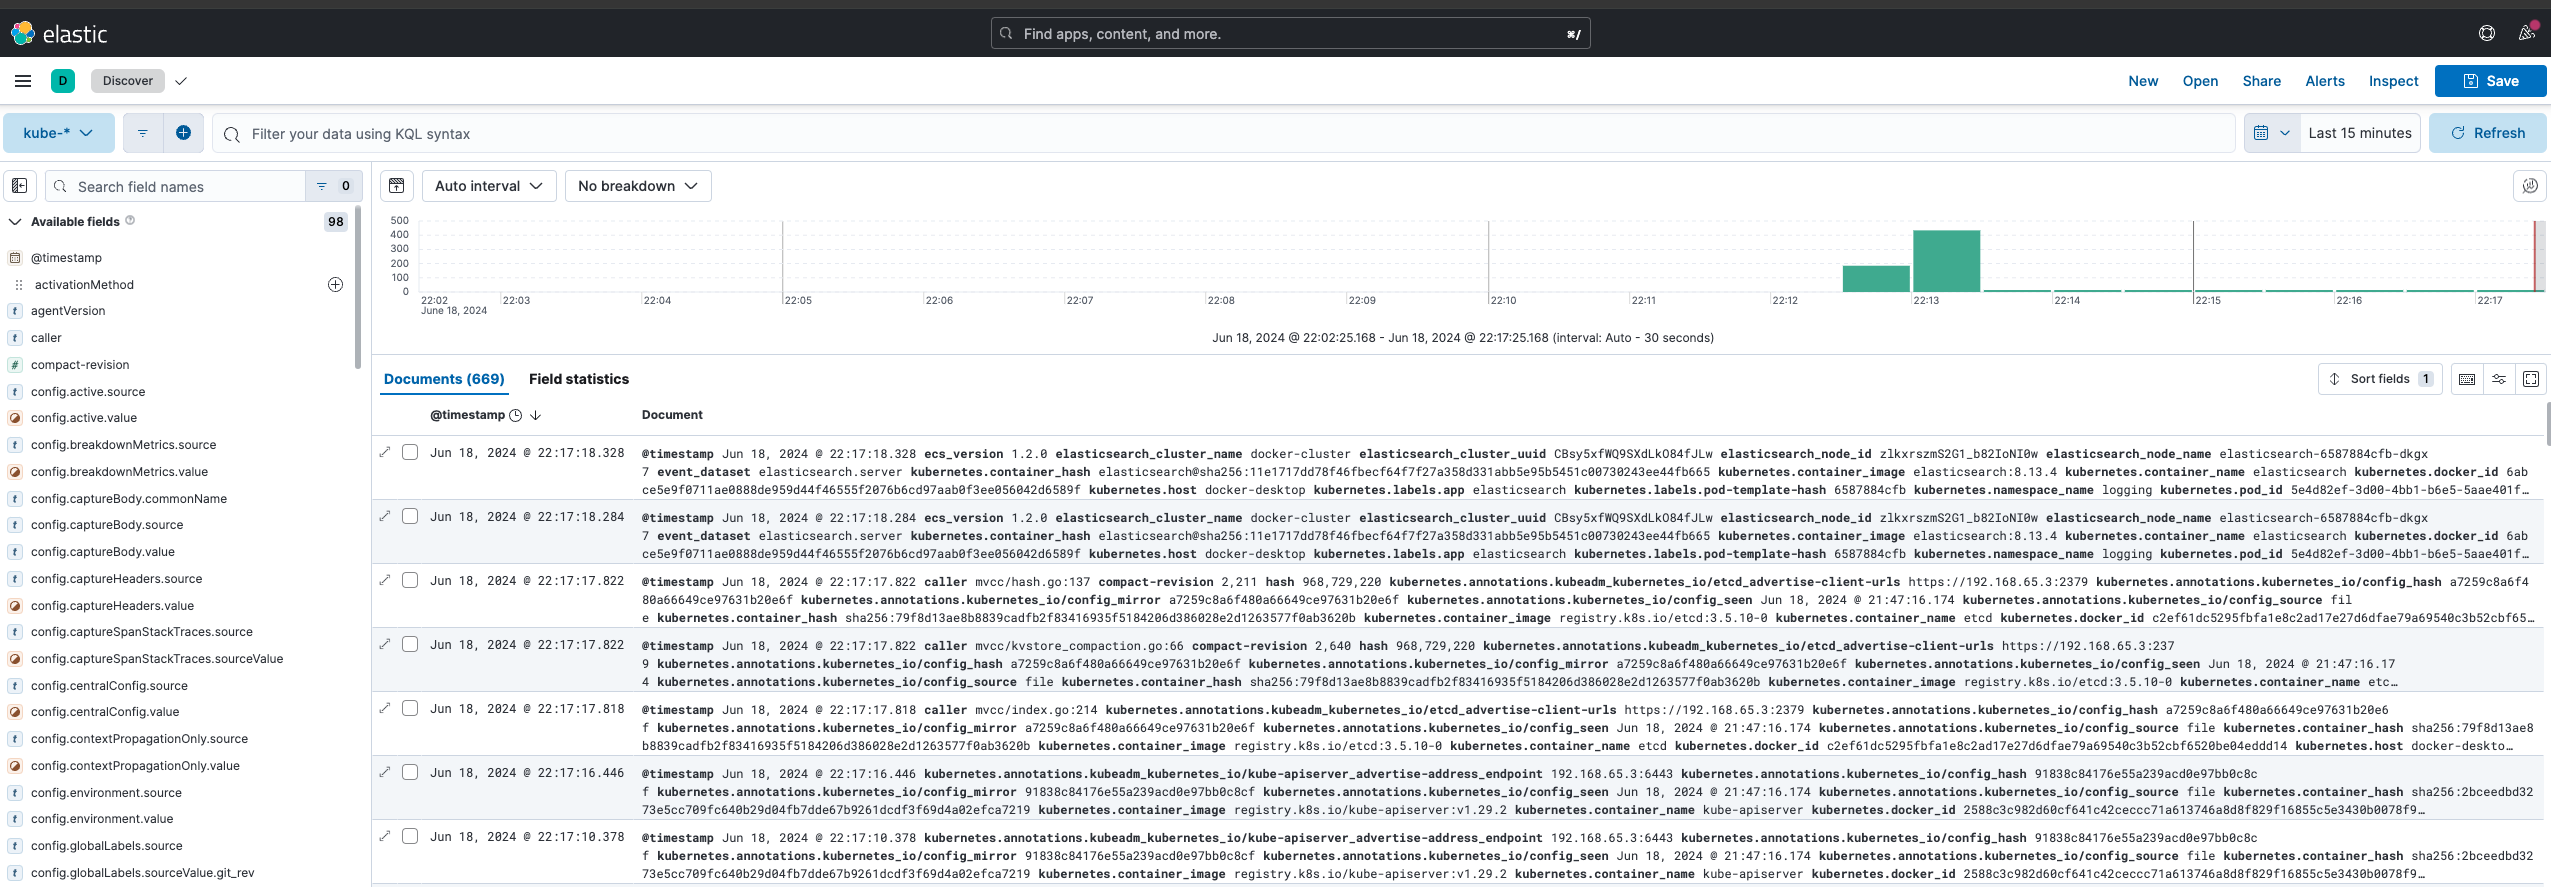 elastic
Find apps, content, and more.
⌘/
D
Discover
New
Open
Share
Alerts
Inspect
Save
kube-*
Filter your data using KQL syntax
Last 15 minutes
Refresh
Search field names
0
Auto interval
No breakdown
Available fields
98
@timestamp
activationMethod
agentVersion
caller
compact-revision
config.active.source
config.active.value
config.breakdownMetrics.source
config.breakdownMetrics.value
config.captureBody.commonName
config.captureBody.source
config.captureBody.value
config.captureHeaders.source
config.captureHeaders.value
config.captureSpanStackTraces.source
config.captureSpanStackTraces.sourceValue
config.centralConfig.source
config.centralConfig.value
config.contextPropagationOnly.source
config.contextPropagationOnly.value
config.environment.source
config.environment.value
config.globalLabels.source
config.globalLabels.sourceValue.git_rev
500
400
300
200
100
0
22:02 22:03 22:04 22:05 22:06 22:07 22:08 22:09 22:10 22:11 22:12 22:13 22:14 22:15 22:16 22:17
June 18, 2024
Jun 18, 2024 @ 22:02:25.168 - Jun 18, 2024 @ 22:17:25.168 (interval: Auto - 30 seconds)
Documents (669)
Field statistics
Sort fields 1
@timestamp
Document
Jun 18, 2024 @ 22:17:18.328
@timestamp Jun 18, 2024 @ 22:17:18.328 ecs_version 1.2.0 elasticsearch_cluster_name docker-cluster elasticsearch_cluster_uuid CBsy5xfWQ9SXdLkO84fJLw elasticsearch_node_id zlkxrszmS2G1_b82IoNI0w elasticsearch_node_name elasticsearch-6587884cfb-dkgx
7 event_dataset elasticsearch.server kubernetes.container_hash elasticsearch@sha256:11e1717dd78f46fbecf64f7f27a358d331abb5e95b5451c00730243ee44fb665 kubernetes.container_image elasticsearch:8.13.4 kubernetes.container_name elasticsearch kubernetes.docker_id 6ab
ce5e9f0711ae0888de959d44f46555f2076b6cd97aab0f3ee056042d6589f kubernetes.host docker-desktop kubernetes.labels.app elasticsearch kubernetes.labels.pod-template-hash 6587884cfb kubernetes.namespace_name logging kubernetes.pod_id 5e4d82ef-3d00-4bb1-b6e5-5aae401f…
Jun 18, 2024 @ 22:17:18.284
@timestamp Jun 18, 2024 @ 22:17:18.284 ecs_version 1.2.0 elasticsearch_cluster_name docker-cluster elasticsearch_cluster_uuid CBsy5xfWQ9SXdLkO84fJLw elasticsearch_node_id zlkxrszmS2G1_b82IoNI0w elasticsearch_node_name elasticsearch-6587884cfb-dkgx
7 event_dataset elasticsearch.server kubernetes.container_hash elasticsearch@sha256:11e1717dd78f46fbecf64f7f27a358d331abb5e95b5451c00730243ee44fb665 kubernetes.container_image elasticsearch:8.13.4 kubernetes.container_name elasticsearch kubernetes.docker_id 6ab
ce5e9f0711ae0888de959d44f46555f2076b6cd97aab0f3ee056042d6589f kubernetes.host docker-desktop kubernetes.labels.app elasticsearch kubernetes.labels.pod-template-hash 6587884cfb kubernetes.namespace_name logging kubernetes.pod_id 5e4d82ef-3d00-4bb1-b6e5-5aae401f…
Jun 18, 2024 @ 22:17:17.822
@timestamp Jun 18, 2024 @ 22:17:17.822 caller mvcc/hash.go:137 compact-revision 2,211 hash 968,729,220 kubernetes.annotations.kubeadm_kubernetes_io/etcd_advertise-client-urls https://192.168.65.3:2379 kubernetes.annotations.kubernetes_io/config_hash a7259c8a6f4
80a66649ce97631b20e6f kubernetes.annotations.kubernetes_io/config_mirror a7259c8a6f480a66649ce97631b20e6f kubernetes.annotations.kubernetes_io/config_seen Jun 18, 2024 @ 21:47:16.174 kubernetes.annotations.kubernetes_io/config_source fil
e kubernetes.container_hash sha256:79f8d13ae8b8839cadfb2f83416935f5184206d386028e2d1263577f0ab3620b kubernetes.container_image registry.k8s.io/etcd:3.5.10-0 kubernetes.container_name etcd kubernetes.docker_id c2ef61dc5295fbfa1e8c2ad17e27d6dfae79a69540c3b52cbf65…
Jun 18, 2024 @ 22:17:17.822
@timestamp Jun 18, 2024 @ 22:17:17.822 caller mvcc/kvstore_compaction.go:66 compact-revision 2,640 hash 968,729,220 kubernetes.annotations.kubeadm_kubernetes_io/etcd_advertise-client-urls https://192.168.65.3:237
9 kubernetes.annotations.kubernetes_io/config_hash a7259c8a6f480a66649ce97631b20e6f kubernetes.annotations.kubernetes_io/config_mirror a7259c8a6f480a66649ce97631b20e6f kubernetes.annotations.kubernetes_io/config_seen Jun 18, 2024 @ 21:47:16.17
4 kubernetes.annotations.kubernetes_io/config_source file kubernetes.container_hash sha256:79f8d13ae8b8839cadfb2f83416935f5184206d386028e2d1263577f0ab3620b kubernetes.container_image registry.k8s.io/etcd:3.5.10-0 kubernetes.container_name etc…
Jun 18, 2024 @ 22:17:17.818
@timestamp Jun 18, 2024 @ 22:17:17.818 caller mvcc/index.go:214 kubernetes.annotations.kubeadm_kubernetes_io/etcd_advertise-client-urls https://192.168.65.3:2379 kubernetes.annotations.kubernetes_io/config_hash a7259c8a6f480a66649ce97631b20e6
f kubernetes.annotations.kubernetes_io/config_mirror a7259c8a6f480a66649ce97631b20e6f kubernetes.annotations.kubernetes_io/config_seen Jun 18, 2024 @ 21:47:16.174 kubernetes.annotations.kubernetes_io/config_source file kubernetes.container_hash sha256:79f8d13ae8
b8839cadfb2f83416935f5184206d386028e2d1263577f0ab3620b kubernetes.container_image registry.k8s.io/etcd:3.5.10-0 kubernetes.container_name etcd kubernetes.docker_id c2ef61dc5295fbfa1e8c2ad17e27d6dfae79a69540c3b52cbf6520be04eddd14 kubernetes.host docker-deskto…
Jun 18, 2024 @ 22:17:16.446
@timestamp Jun 18, 2024 @ 22:17:16.446 kubernetes.annotations.kubeadm_kubernetes_io/kube-apiserver_advertise-address_endpoint 192.168.65.3:6443 kubernetes.annotations.kubernetes_io/config_hash 91838c84176e55a239acd0e97bb0c8c
f kubernetes.annotations.kubernetes_io/config_mirror 91838c84176e55a239acd0e97bb0c8cf kubernetes.annotations.kubernetes_io/config_seen Jun 18, 2024 @ 21:47:16.174 kubernetes.annotations.kubernetes_io/config_source file kubernetes.container_hash sha256:2bceedbd32
73e5cc709fc640b29d04fb7dde67b9261dcdf3f69d4a02efca7219 kubernetes.container_image registry.k8s.io/kube-apiserver:v1.29.2 kubernetes.container_name kube-apiserver kubernetes.docker_id 2588c3c982d60cf641c42ceccc71a613746a8d8f829f16855c5e3430b0078f9…
Jun 18, 2024 @ 22:17:10.378
@timestamp Jun 18, 2024 @ 22:17:10.378 kubernetes.annotations.kubeadm_kubernetes_io/kube-apiserver_advertise-address_endpoint 192.168.65.3:6443 kubernetes.annotations.kubernetes_io/config_hash 91838c84176e55a239acd0e97bb0c8c
f kubernetes.annotations.kubernetes_io/config_mirror 91838c84176e55a239acd0e97bb0c8cf kubernetes.annotations.kubernetes_io/config_seen Jun 18, 2024 @ 21:47:16.174 kubernetes.annotations.kubernetes_io/config_source file kubernetes.container_hash sha256:2bceedbd32
73e5cc709fc640b29d04fb7dde67b9261dcdf3f69d4a02efca7219 kubernetes.container_image registry.k8s.io/kube-apiserver:v1.29.2 kubernetes.container_name kube-apiserver kubernetes.docker_id 2588c3c982d60cf641c42ceccc71a613746a8d8f829f16855c5e3430b0078f9…